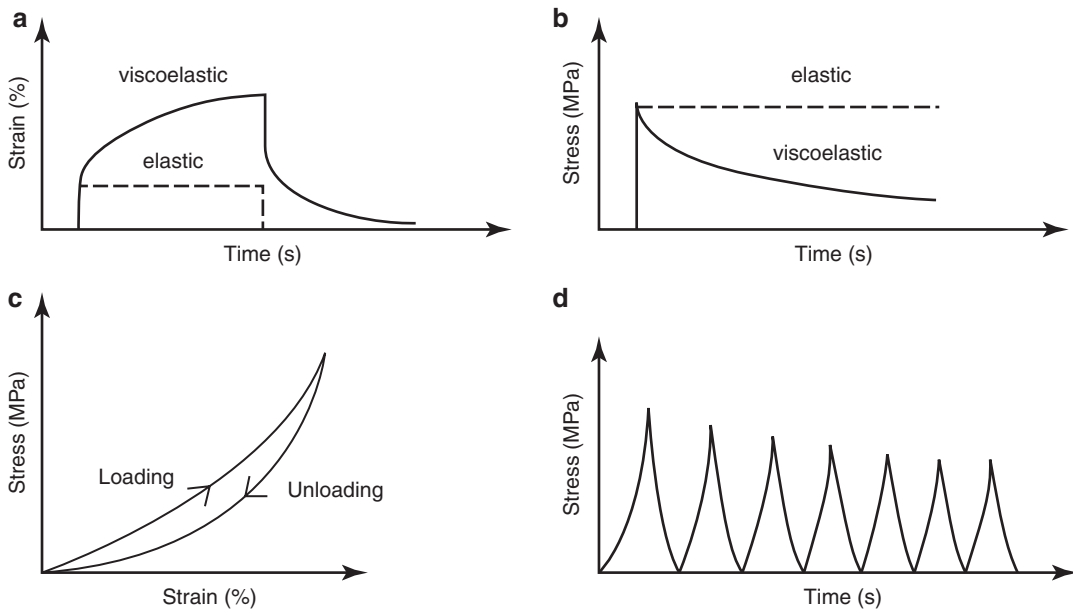 a
Strain (%)
viscoelastic
elastic
Time (s)
b
Stress (MPa)
elastic
viscoelastic
Time (s)
c
Stress (MPa)
Loading
Unloading
Strain (%)
d
Stress (MPa)
Time (s)